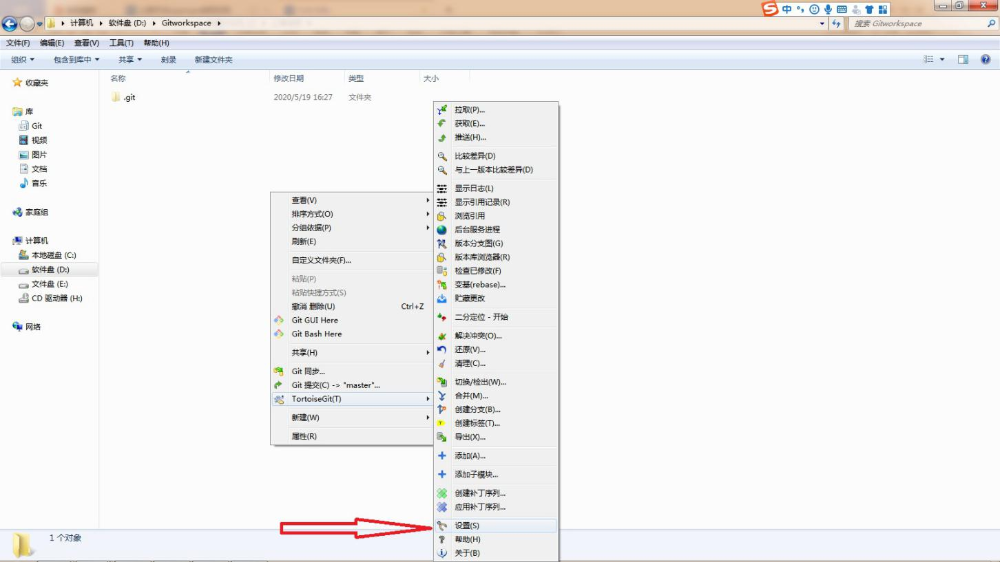 中
计算机 软件盘 (D:) Gitworkspace
搜索 Gitworkspace
文件(F) 编辑(E) 查看(V) 工具(T) 帮助(H)
组织 包含到库中 共享 刻录 新建文件夹
名称 修改日期 类型 大小
.git 2020/5/19 16:27 文件夹
收藏夹
库
Git
视频
图片
文档
音乐
家庭组
计算机
本地磁盘 (C:)
软件盘 (D:)
文件盘 (E:)
CD 驱动器 (H:)
网络
查看(V)
排序方式(O)
分组依据(P)
刷新(E)
自定义文件夹(F)...
粘贴(P)
粘贴快捷方式(S)
撤消 删除(U) Ctrl+Z
Git GUI Here
Git Bash Here
共享(H)
Git 同步...
Git 提交(C) -> "master"...
TortoiseGit(T)
新建(W)
属性(R)
拉取(P)...
获取(E)...
推送(H)...
比较差异(D)
与上一版本比较差异(D)
显示日志(L)
显示引用记录(R)
浏览引用
后台服务进程
版本分支图(G)
版本库浏览器(R)
检查已修改(F)
变基(rebase)...
贮藏更改
二分定位 - 开始
解决冲突(O)...
还原(V)...
清理(C)...
切换/检出(W)...
合并(M)...
创建分支(B)...
创建标签(T)...
导出(X)...
添加(A)...
添加子模块...
创建补丁序列...
应用补丁序列...
设置(S)
帮助(H)
关于(B)
1 个对象